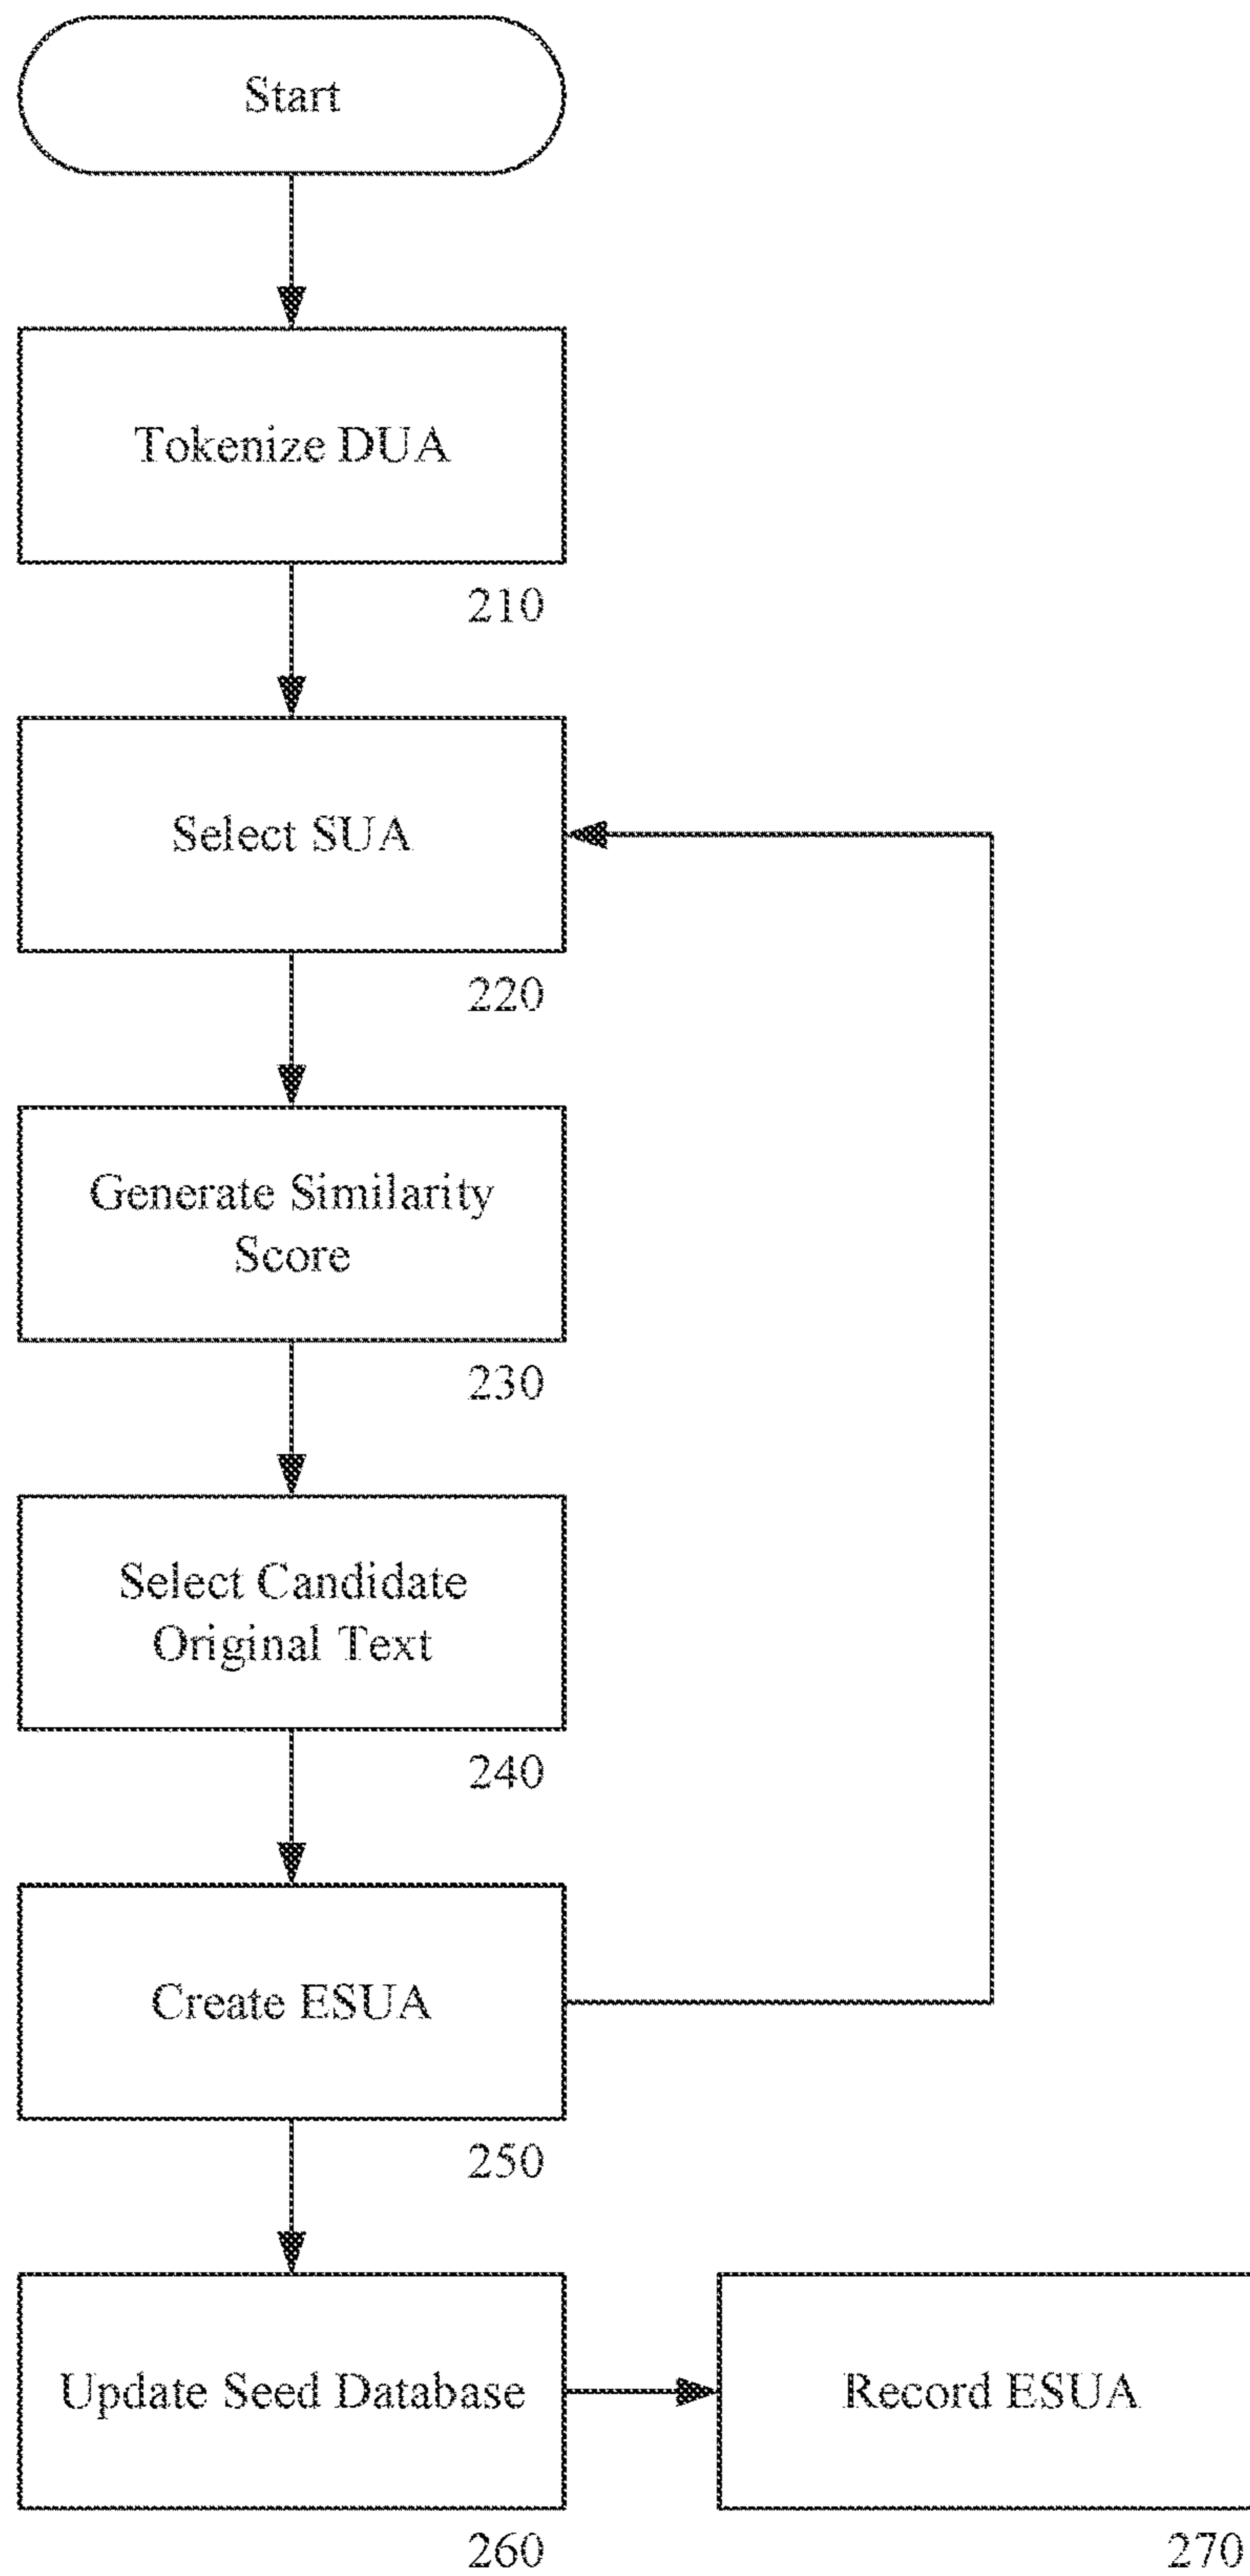 Start
Tokenize DUA
210
Select SUA
220
Generate Similarity
Score
230
Select Candidate
Original Text
240
Create ESUA
250
Update Seed Database
260
Record ESUA
270